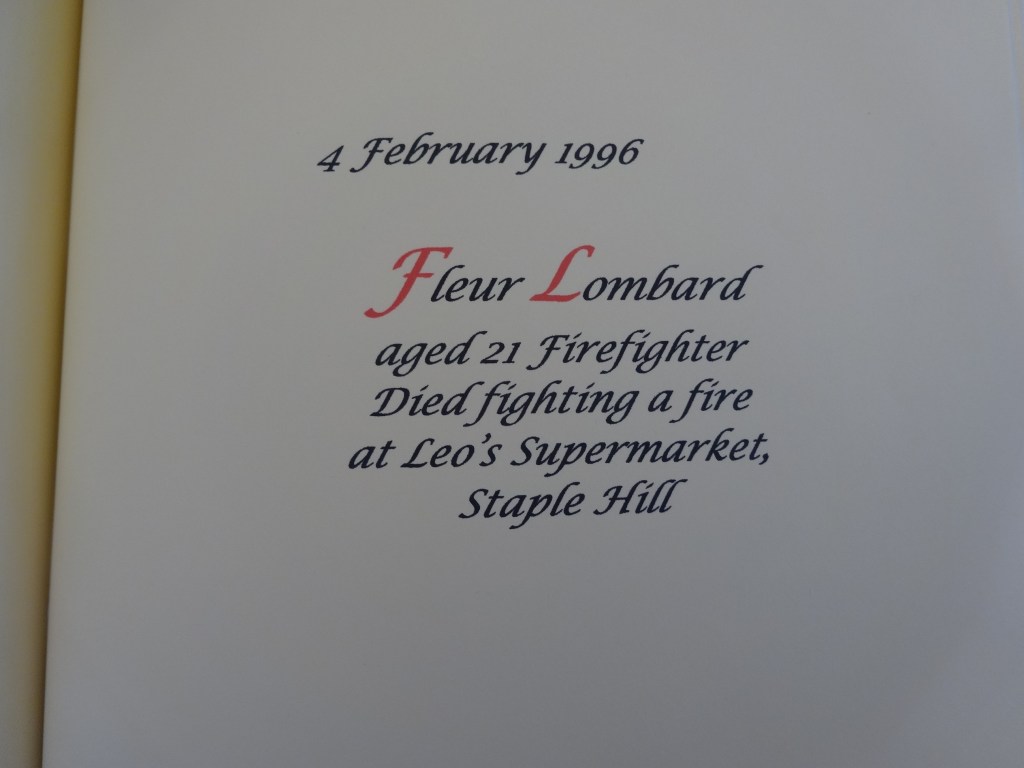 4 February 1996
Fleur Lombard
aged 21 Firefighter
Died fighting a fire
at Leo's Supermarket,
Staple Hill